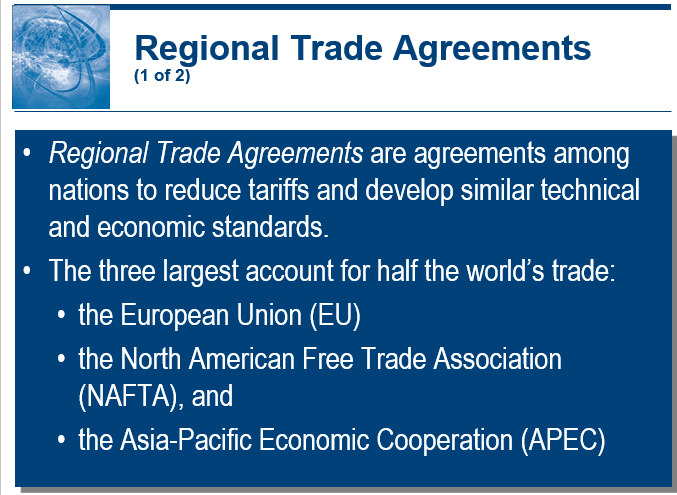 Regional Trade Agreements
(1 of 2)
• Regional Trade Agreements are agreements among
nations to reduce tariffs and develop similar technical
and economic standards.
• The three largest account for half the world’s trade:
• the European Union (EU)
• the North American Free Trade Association
(NAFTA), and
• the Asia-Pacific Economic Cooperation (APEC)